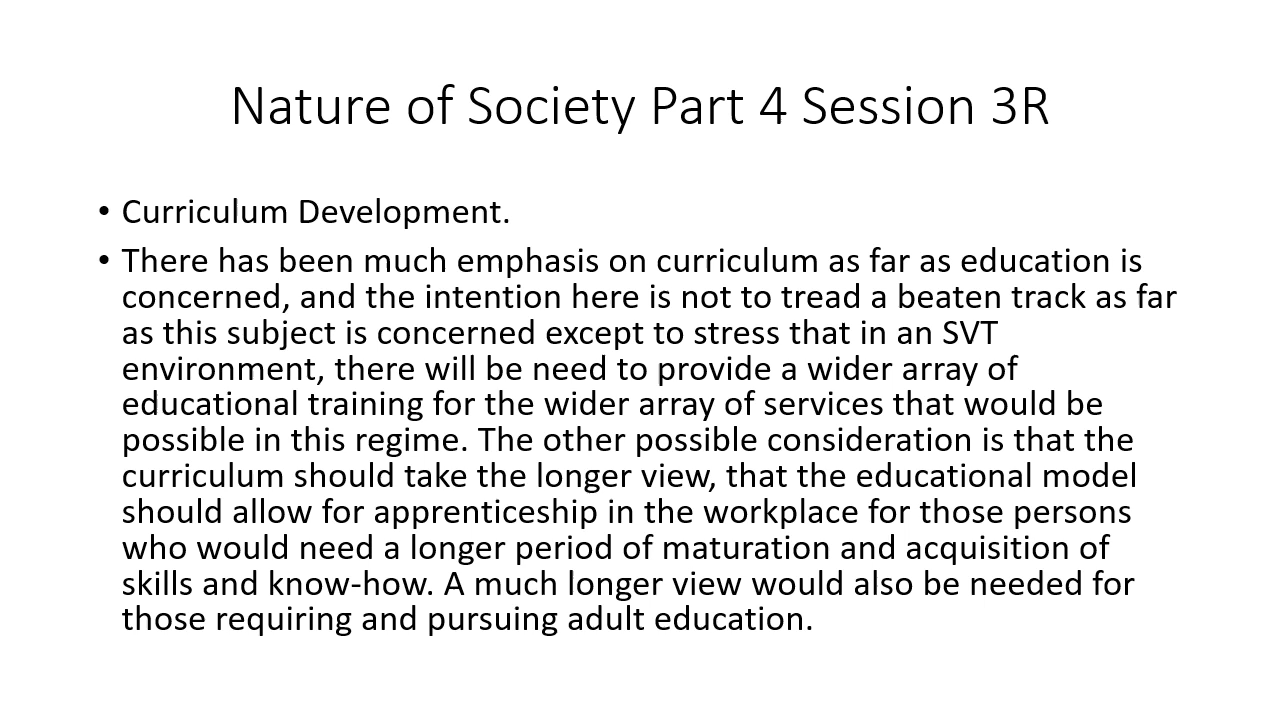 Nature of Society Part 4 Session 3R
• Curriculum Development.
• There has been much emphasis on curriculum as far as education is
concerned, and the intention here is not to tread a beaten track as far
as this subject is concerned except to stress that in an SVT
environment, there will be need to provide a wider array of
educational training for the wider array of services that would be
possible in this regime. The other possible consideration is that the
curriculum should take the longer view, that the educational model
should allow for apprenticeship in the workplace for those persons
who would need a longer period of maturation and acquisition of
skills and know-how. A much longer view would also be needed for
those requiring and pursuing adult education.